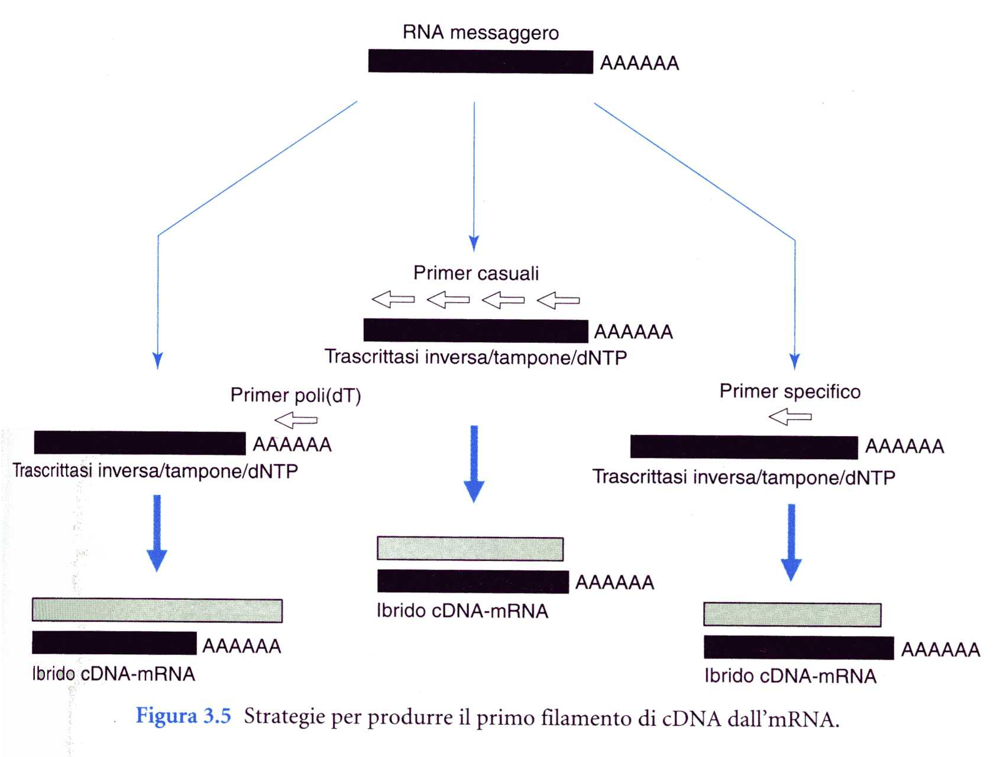 RNA messaggero
AAAAAA
Primer casuali
AAAAAA
Trascrittasi inversa/tampone/dNTP
Primer poli(dT)
AAAAAA
Trascrittasi inversa/tampone/dNTP
Primer specifico
AAAAAA
Trascrittasi inversa/tampone/dNTP
AAAAAA
Ibrido cDNA-mRNA
AAAAAA
Ibrido cDNA-mRNA
AAAAAA
Ibrido cDNA-mRNA
Figura 3.5 Strategie per produrre il primo filamento di cDNA dall’mRNA.